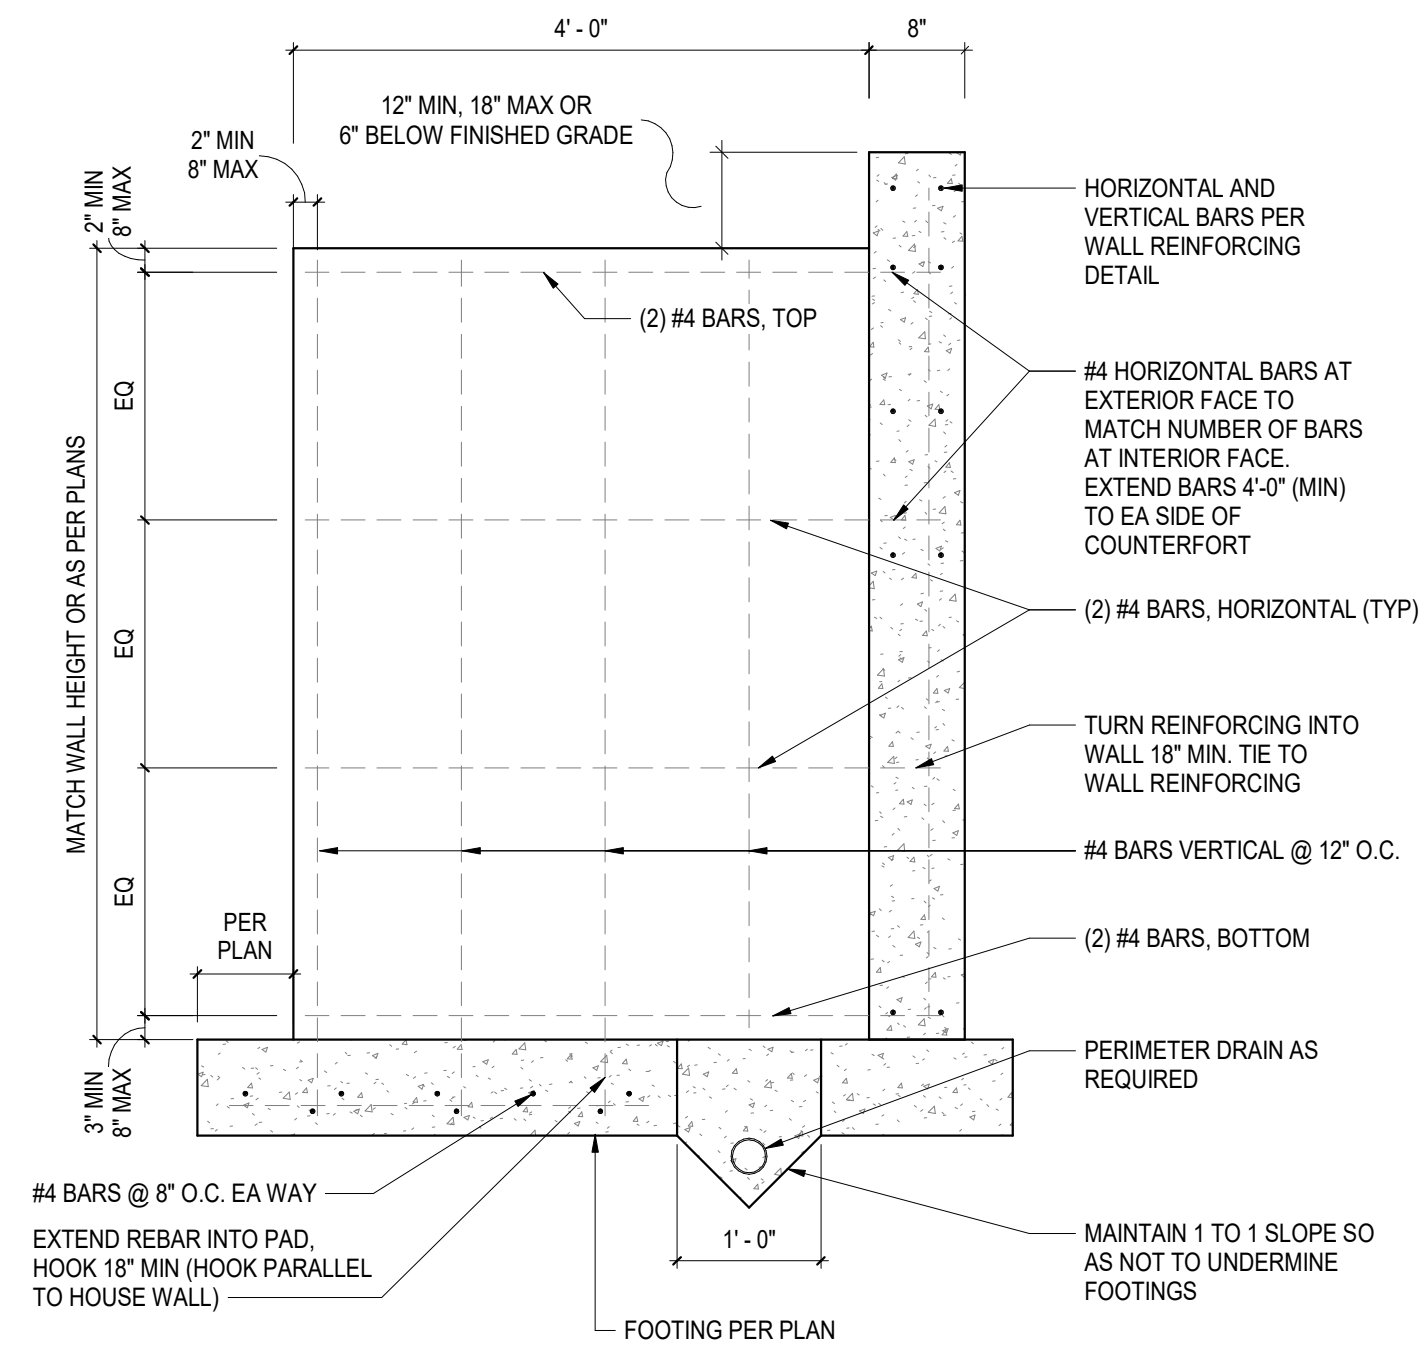 4' - 0"
8"
12" MIN, 18" MAX OR
6" BELOW FINISHED GRADE
2" MIN
8" MAX
2" MIN
8" MAX
HORIZONTAL AND
VERTICAL BARS PER
WALL REINFORCING
DETAIL
(2) #4 BARS, TOP
#4 HORIZONTAL BARS AT
EXTERIOR FACE TO
MATCH NUMBER OF BARS
AT INTERIOR FACE.
EXTEND BARS 4'-0" (MIN)
TO EA SIDE OF
COUNTERFORT
EQ
MATCH WALL HEIGHT OR AS PER PLANS
(2) #4 BARS, HORIZONTAL (TYP)
EQ
TURN REINFORCING INTO
WALL 18" MIN. TIE TO
WALL REINFORCING
#4 BARS VERTICAL @ 12" O.C.
EQ
PER
PLAN
(2) #4 BARS, BOTTOM
3" MIN
8" MAX
PERIMETER DRAIN AS
REQUIRED
#4 BARS @ 8" O.C. EA WAY
EXTEND REBAR INTO PAD,
HOOK 18" MIN (HOOK PARALLEL
TO HOUSE WALL)
1' - 0"
MAINTAIN 1 TO 1 SLOPE SO
AS NOT TO UNDERMINE
FOOTINGS
FOOTING PER PLAN